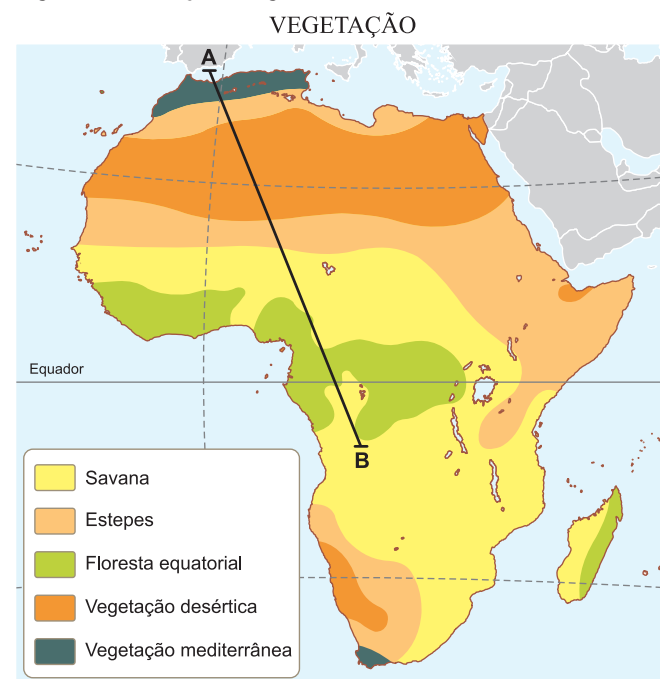 VEGETAÇÃO
A
Equador
B
Savana
Estepes
Floresta equatorial
Vegetação desértica
Vegetação mediterrânea